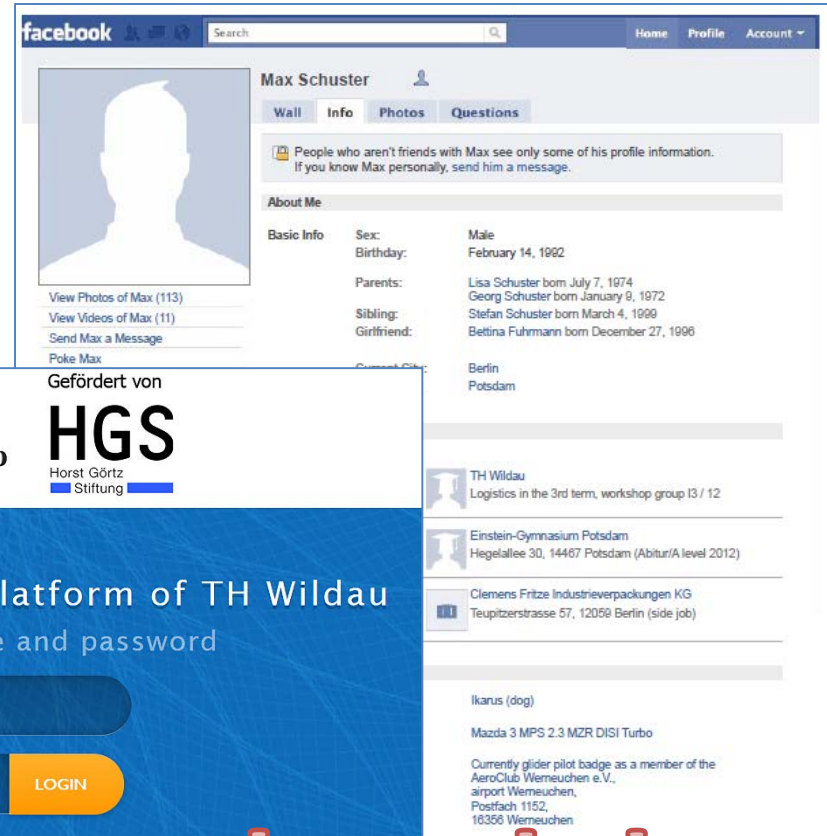 facebook
Search
Home Profile Account
Max Schuster
Wall Info Photos Questions
People who aren't friends with Max see only some of his profile information.
If you know Max personally, send him a message.
About Me
Basic Info Sex: Male
Birthday: February 14, 1992
Parents: Lisa Schuster born July 7, 1974
Georg Schuster born January 9, 1972
Sibling: Stefan Schuster born March 4, 1999
Girlfriend: Bettina Fuhrmann born December 27, 1996
Berlin
Potsdam
View Photos of Max (113)
View Videos of Max (11)
Send Max a Message
Poke Max
Gefördert von
HGS
Horst Görtz
Stiftung
latform of TH Wildau
and password
LOGIN
TH Wildau
Logistics in the 3rd term, workshop group I3 / 12
Einstein-Gymnasium Potsdam
Hegelallee 30, 14467 Potsdam (Abitur/A level 2012)
Clemens Fritze Industrieverpackungen KG
Teupitzerstrasse 57, 12059 Berlin (side job)
Ikarus (dog)
Mazda 3 MPS 2.3 MZR DISI Turbo
Currently glider pilot badge as a member of the
AeroClub Werneuchen e.V.,
airport Werneuchen,
Postfach 1152,
16356 Werneuchen